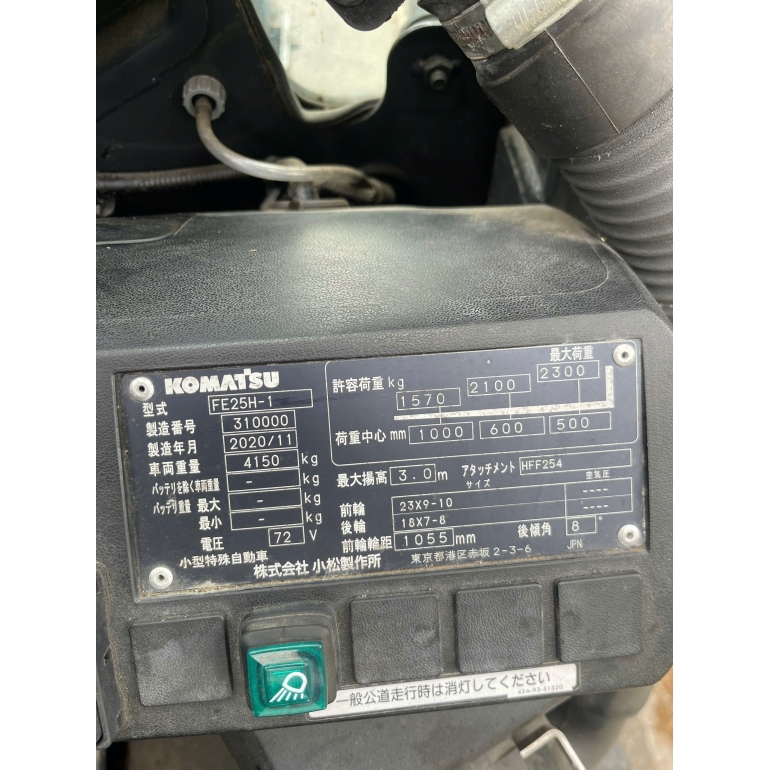 KOMATSU
型式 FE25H-1
製造番号 310000
製造年月 2020/11
車両重量 4150 kg
バッテリを除く車両重量 - kg
バッテリ重量 最大 - kg
最小 - kg
電圧 72 V
小型特殊自動車
株式会社 小松製作所
最大荷重
許容荷重 kg 1570 2100 2300
荷重中心 mm 1000 600 500
最大揚高 3.0 m アタッチメント HFF254
サイズ 空気圧
前輪 23X9-10 ----
後輪 18X7-8 ----
前輪輪距 1055 mm 後傾角 8°
東京都港区赤坂 2-3-6 JPN
一般公道走行時は消灯してください